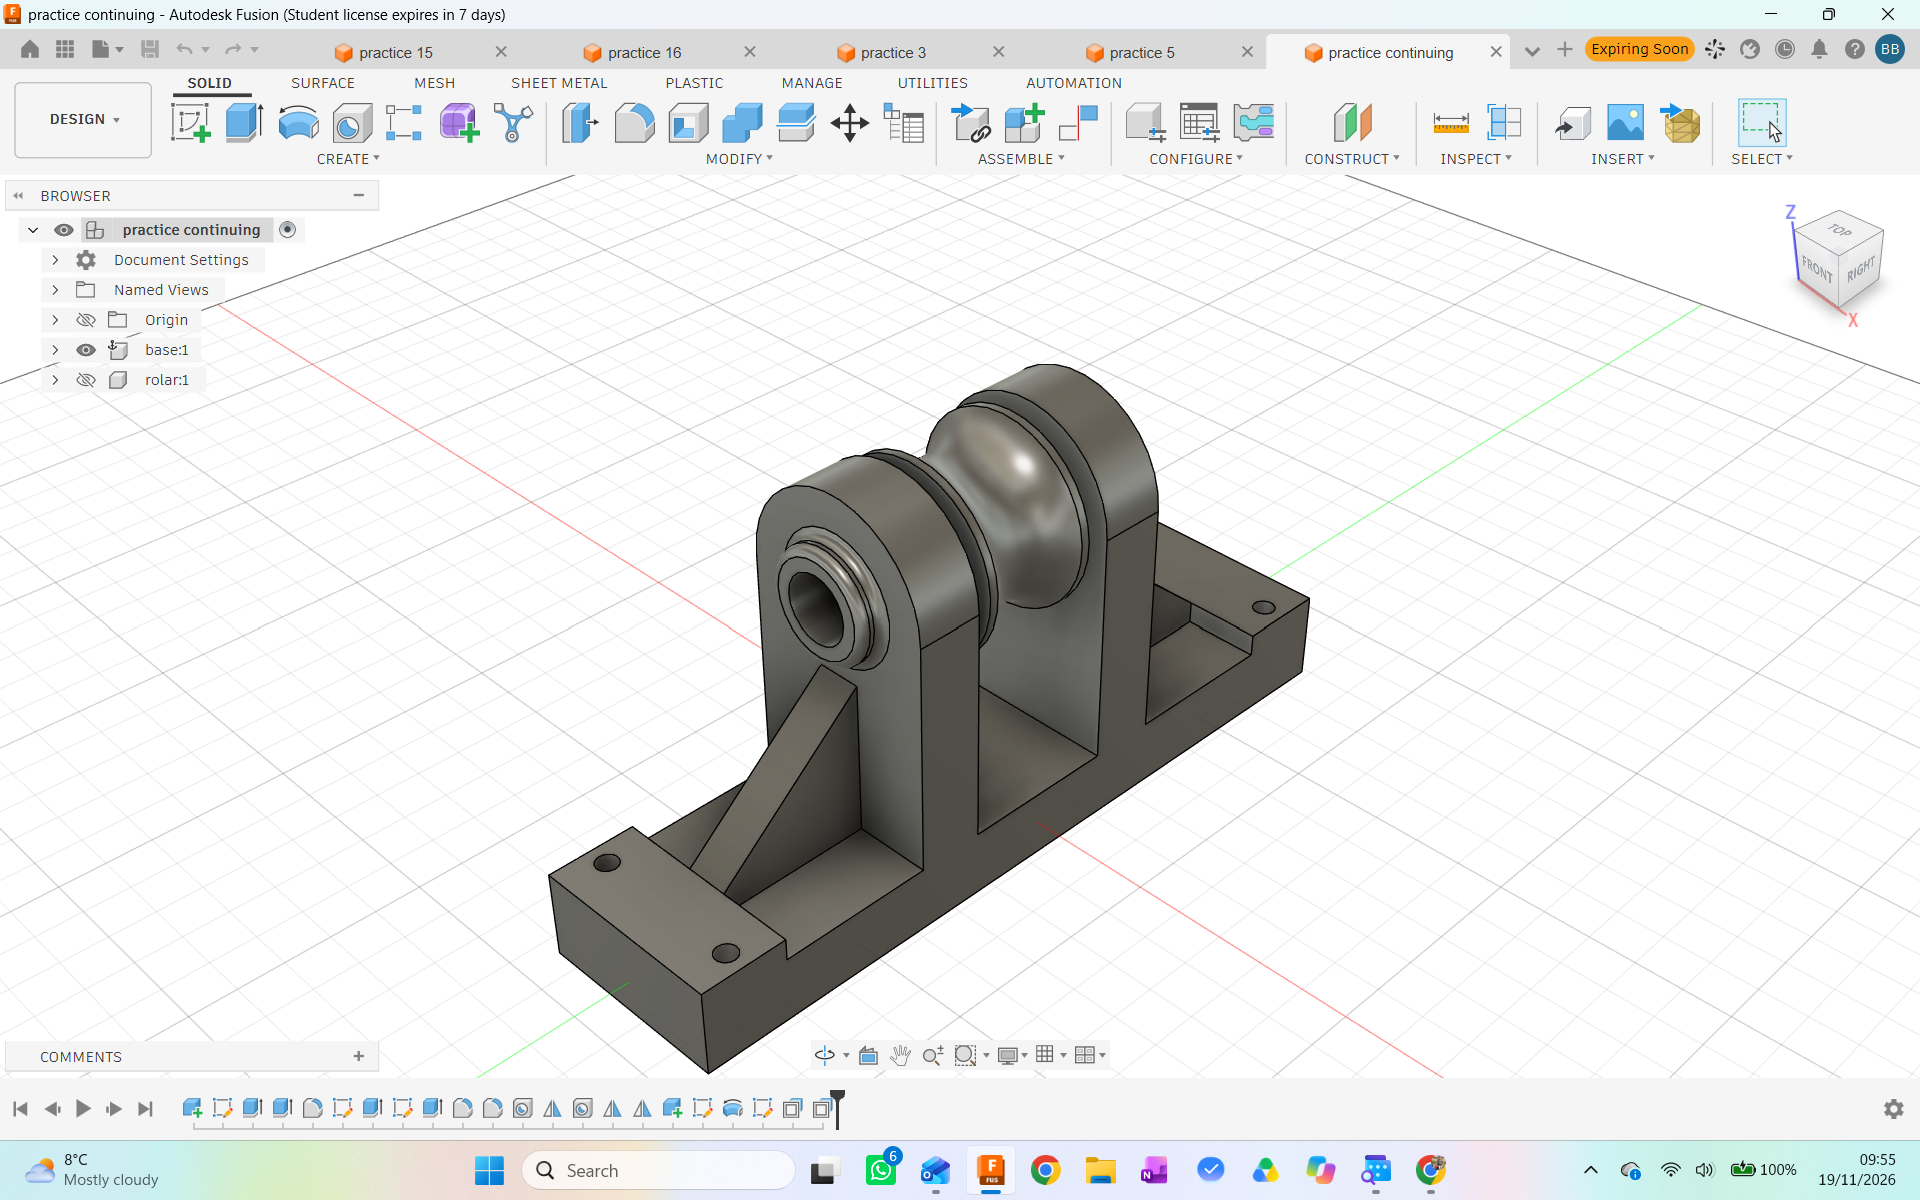 practice continuing - Autodesk Fusion (Student license expires in 7 days)
practice 15
practice 16
practice 3
practice 5
practice continuing
Expiring Soon
BB
DESIGN
SOLID
SURFACE
MESH
SHEET METAL
PLASTIC
MANAGE
UTILITIES
AUTOMATION
CREATE
MODIFY
ASSEMBLE
CONFIGURE
CONSTRUCT
INSPECT
INSERT
SELECT
BROWSER
practice continuing
Document Settings
Named Views
Origin
base:1
rolar:1
Z
TOP
FRONT
RIGHT
X
COMMENTS
8°C
Mostly cloudy
Search
6
F
FUS
100%
09:55
19/11/2026